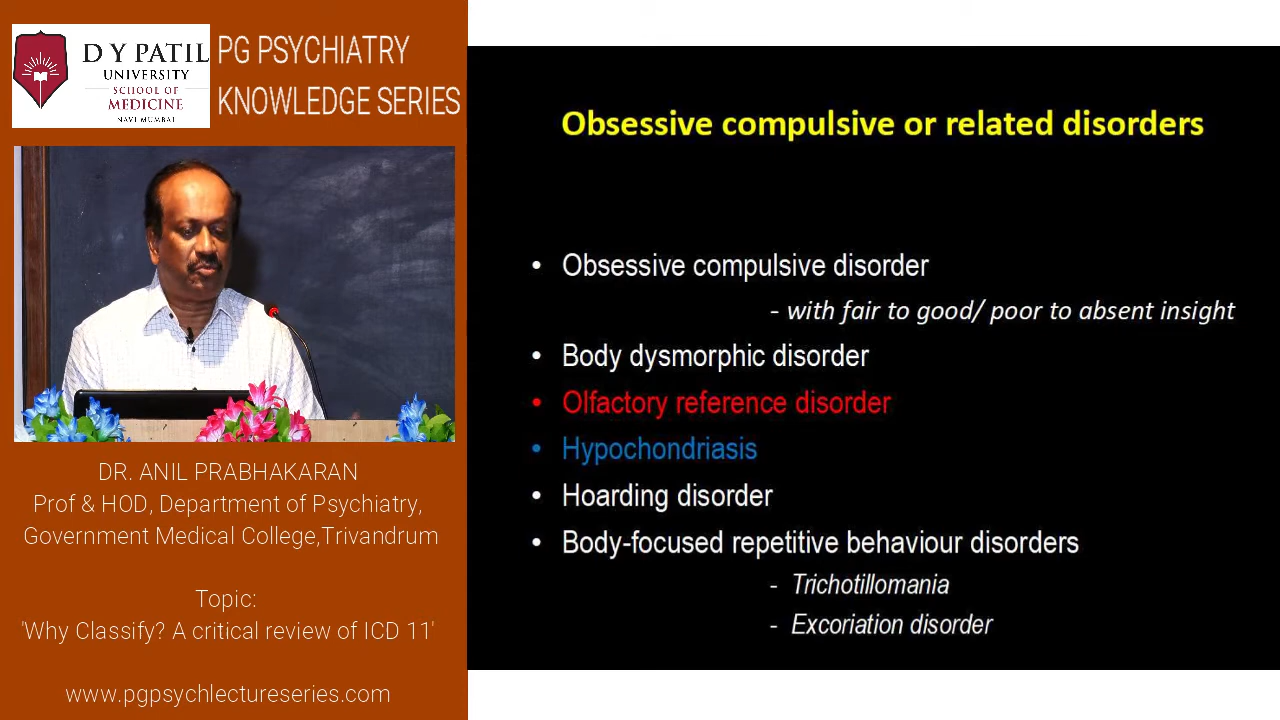 D Y PATIL
UNIVERSITY
SCHOOL OF
MEDICINE
NAVI MUMBAI
PG PSYCHIATRY
KNOWLEDGE SERIES
DR. ANIL PRABHAKARAN
Prof & HOD, Department of Psychiatry,
Government Medical College,Trivandrum
Topic:
'Why Classify? A critical review of ICD 11'
www.pgpsychlectureseries.com
Obsessive compulsive or related disorders
• Obsessive compulsive disorder
- with fair to good/ poor to absent insight
• Body dysmorphic disorder
• Olfactory reference disorder
• Hypochondriasis
• Hoarding disorder
• Body-focused repetitive behaviour disorders
- Trichotillomania
- Excoriation disorder